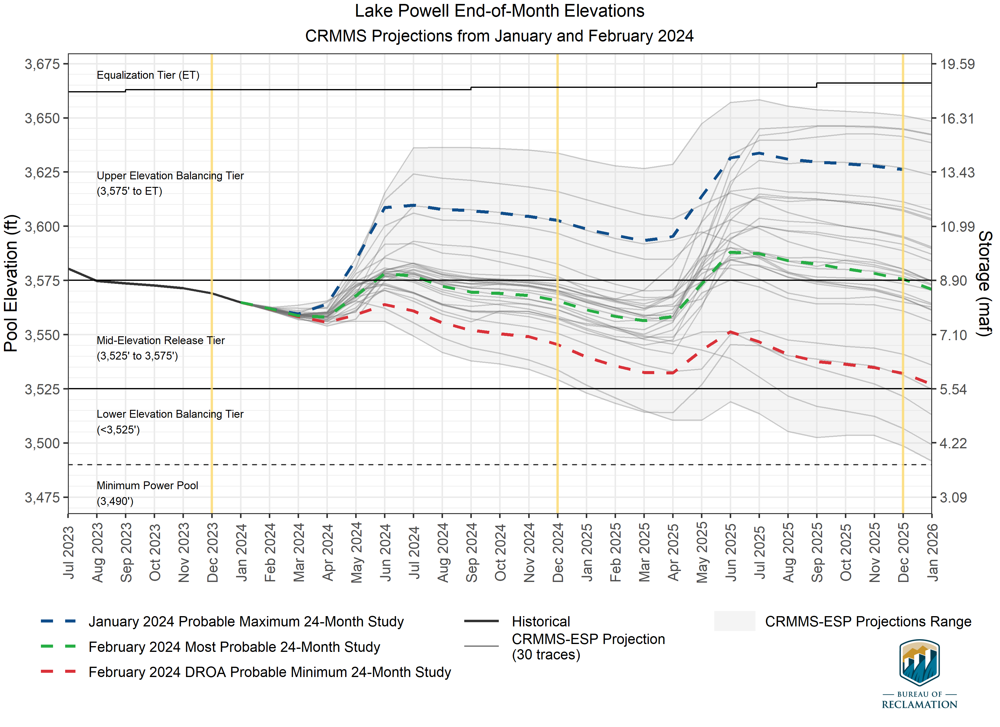 Lake Powell End-of-Month Elevations
CRMMS Projections from January and February 2024
Pool Elevation (ft)
3,675
3,650
3,625
3,600
3,575
3,550
3,525
3,500
3,475
Equalization Tier (ET)
Upper Elevation Balancing Tier
(3,575' to ET)
Mid-Elevation Release Tier
(3,525' to 3,575')
Lower Elevation Balancing Tier
(<3,525')
Minimum Power Pool
(3,490')
19.59
16.31
13.43
10.99
8.90
7.10
5.54
4.22
3.09
Storage (maf)
Jul 2023
Aug 2023
Sep 2023
Oct 2023
Nov 2023
Dec 2023
Jan 2024
Feb 2024
Mar 2024
Apr 2024
May 2024
Jun 2024
Jul 2024
Aug 2024
Sep 2024
Oct 2024
Nov 2024
Dec 2024
Jan 2025
Feb 2025
Mar 2025
Apr 2025
May 2025
Jun 2025
Jul 2025
Aug 2025
Sep 2025
Oct 2025
Nov 2025
Dec 2025
Jan 2026
January 2024 Probable Maximum 24-Month Study
February 2024 Most Probable 24-Month Study
February 2024 DROA Probable Minimum 24-Month Study
Historical
CRMMS-ESP Projection
(30 traces)
CRMMS-ESP Projections Range
BUREAU OF
RECLAMATION